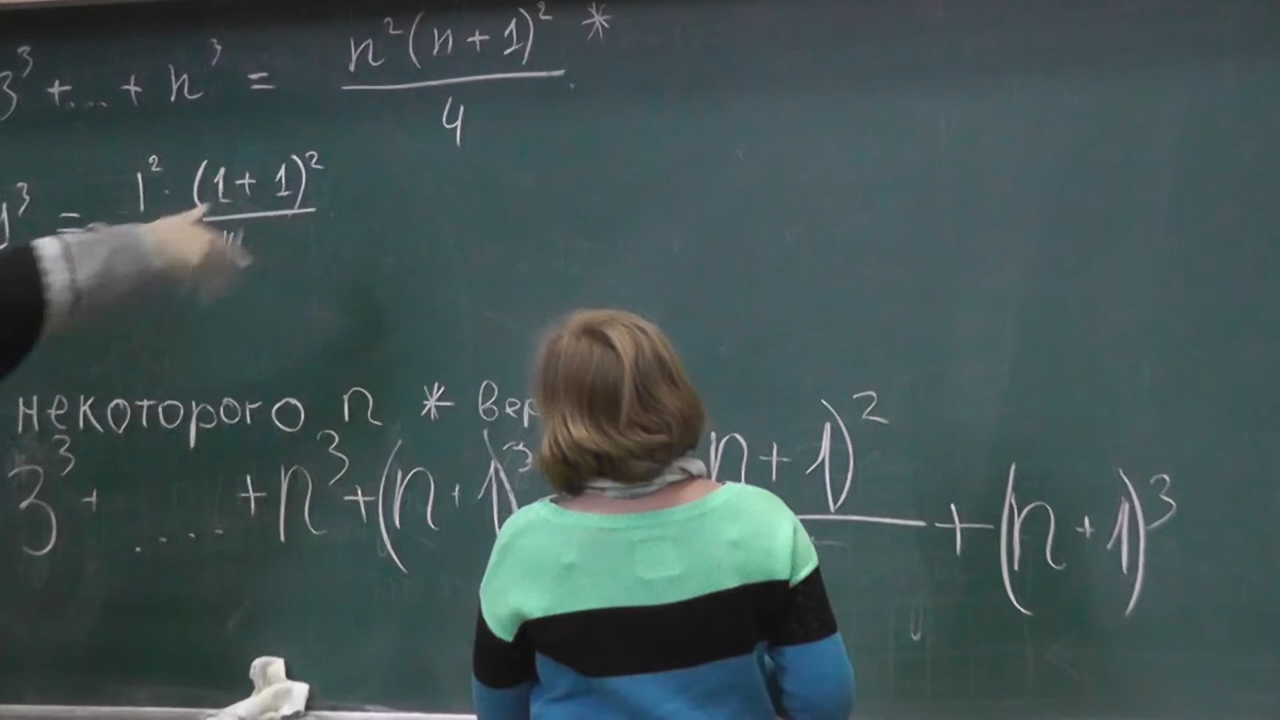 3³ + ... + n³ = n²(n + 1)² *
4
1³ = 1² · (1 + 1)²
некоторого n *
3³ + .... + n³ + (n + 1)³ n + 1)² + (n + 1)³